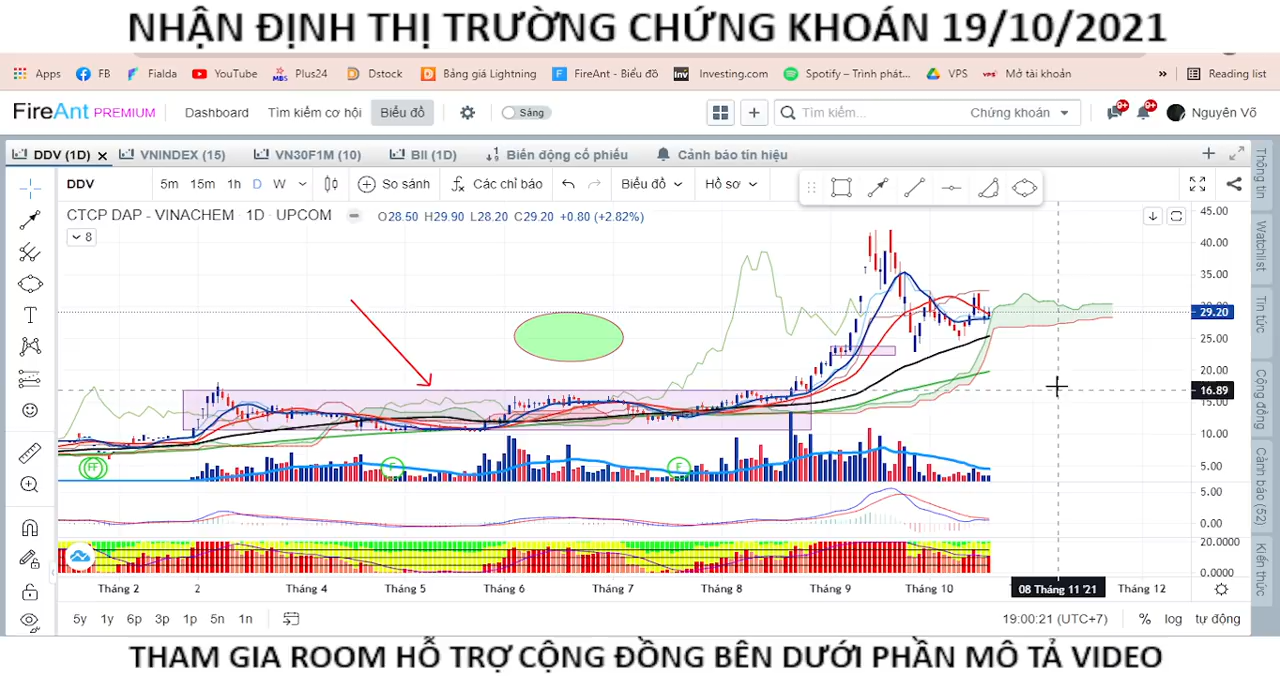 NHẬN ĐỊNH THỊ TRƯỜNG CHỨNG KHOÁN 19/10/2021
Apps FB Fialda YouTube Plus24 Dstock Bảng giá Lightning FireAnt - Biểu đồ Investing.com Spotify – Trình phát... VPS Mở tài khoản » Reading list
FireAnt PREMIUM Dashboard Tìm kiếm cơ hội Biểu đồ Sáng Tìm kiếm... Chứng khoán 9+ 9+ Nguyên Võ
DDV (1D) VNINDEX (15) VN30F1M (10) BII (1D) Biến động cổ phiếu Cảnh báo tín hiệu
DDV 5m 15m 1h D W So sánh Các chỉ báo Biểu đồ Hồ sơ
CTCP DAP - VINACHEM 1D UPCOM O28.50 H29.90 L28.20 C29.20 +0.80 (+2.82%)
8
45.00
40.00
35.00
30.00
29.20
25.00
20.00
16.89
15.00
10.00
5.00
5.00
0.00
20.0000
0.0000
FF F F
Thông tin
Watchlist
Tin tức
Cộng đồng
Cảnh báo (52)
Kiến thức
Tháng 2 2 Tháng 4 Tháng 5 Tháng 6 Tháng 7 Tháng 8 Tháng 9 Tháng 10 08 Tháng 11 '21 Tháng 12
5y 1y 6p 3p 1p 5n 1n 19:00:21 (UTC+7) % log tự động
THAM GIA ROOM HỖ TRỢ CỘNG ĐỒNG BÊN DƯỚI PHẦN MÔ TẢ VIDEO